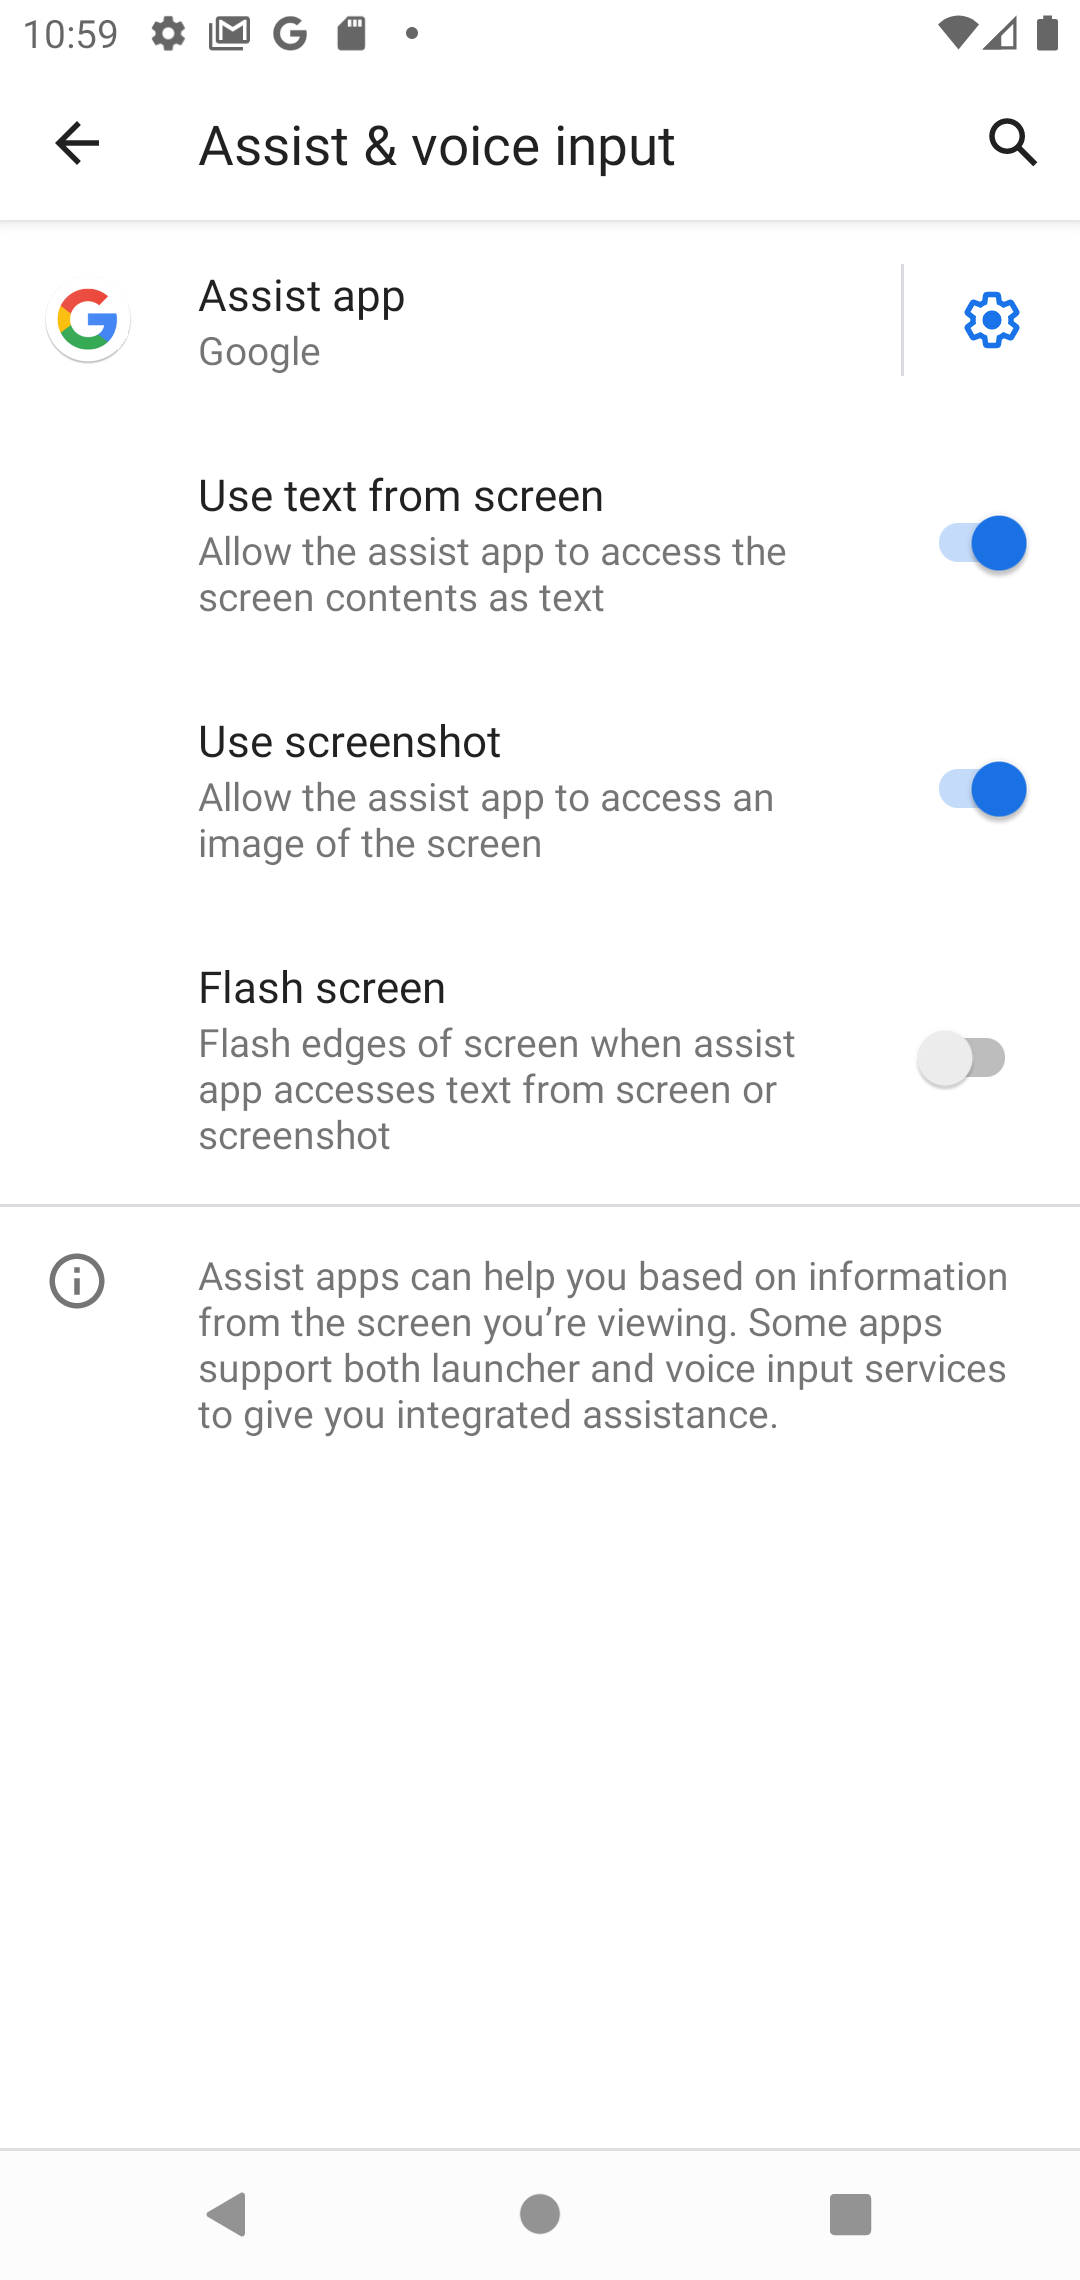 10:59
Assist & voice input
Assist app
Google
Use text from screen
Allow the assist app to access the
screen contents as text
Use screenshot
Allow the assist app to access an
image of the screen
Flash screen
Flash edges of screen when assist
app accesses text from screen or
screenshot
Assist apps can help you based on information
from the screen you’re viewing. Some apps
support both launcher and voice input services
to give you integrated assistance.